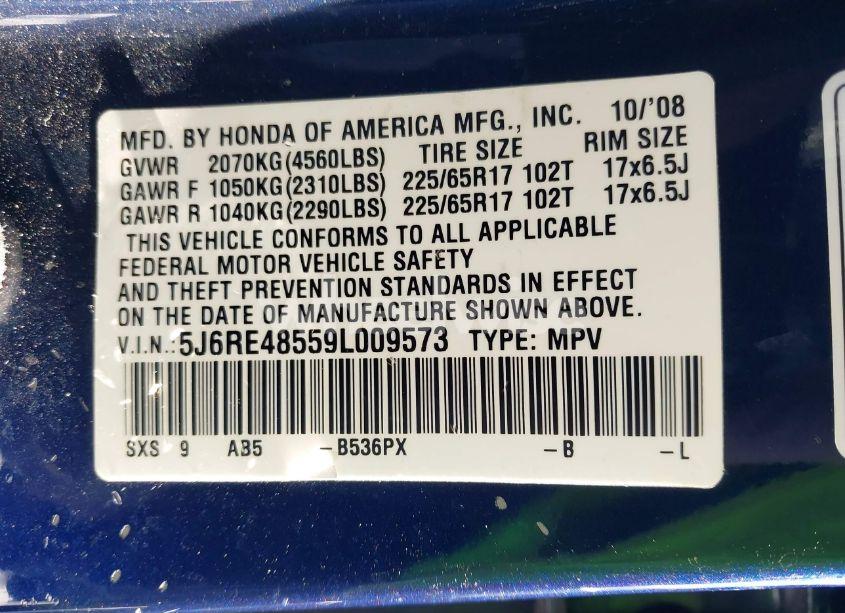 MFD. BY HONDA OF AMERICA MFG., INC. 10/'08
GVWR 2070KG(4560LBS) TIRE SIZE RIM SIZE
GAWR F 1050KG(2310LBS) 225/65R17 102T 17x6.5J
GAWR R 1040KG(2290LBS) 225/65R17 102T 17x6.5J
THIS VEHICLE CONFORMS TO ALL APPLICABLE
FEDERAL MOTOR VEHICLE SAFETY
AND THEFT PREVENTION STANDARDS IN EFFECT
ON THE DATE OF MANUFACTURE SHOWN ABOVE.
V.I.N.: 5J6RE48559L009573 TYPE: MPV
SXS 9 AB5 -B536PX -B -L